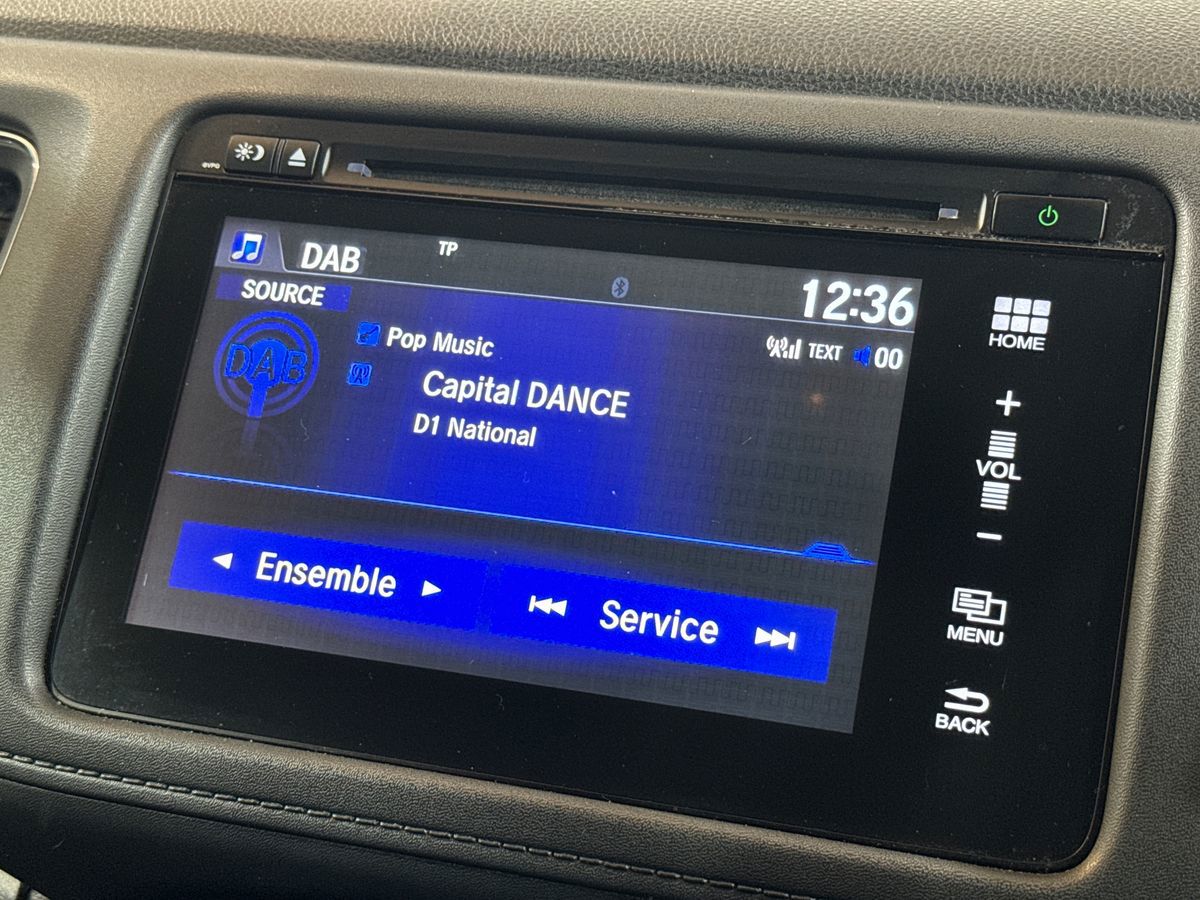 DAB
TP
12:36
SOURCE
DAB
Pop Music
TEXT
00
Capital DANCE
D1 National
Ensemble
Service
HOME
+
VOL
−
MENU
BACK